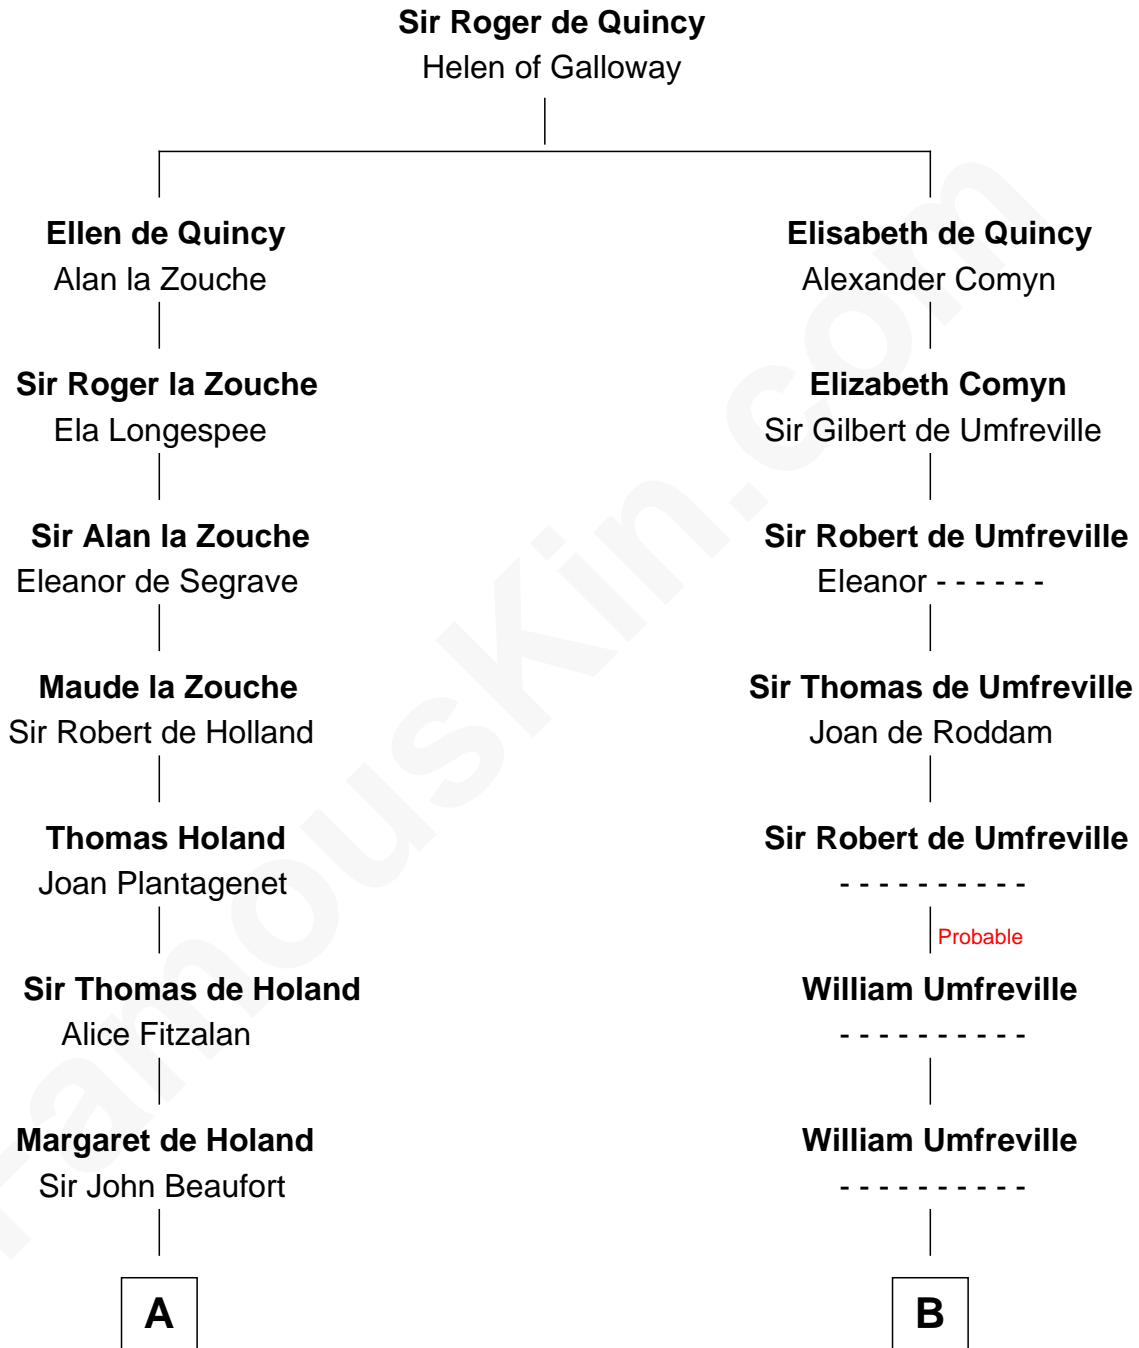 Sir Roger de Quincy
Helen of Galloway
Ellen de Quincy
Alan la Zouche
Elisabeth de Quincy
Alexander Comyn
Sir Roger la Zouche
Ela Longespee
Elizabeth Comyn
Sir Gilbert de Umfreville
Sir Alan la Zouche
Eleanor de Segrave
Sir Robert de Umfreville
Eleanor - - - - - -
Maude la Zouche
Sir Robert de Holland
Sir Thomas de Umfreville
Joan de Roddam
Thomas Holand
Joan Plantagenet
Sir Robert de Umfreville
- - - - - - - - - -
Probable
Sir Thomas de Holand
Alice Fitzalan
William Umfreville
- - - - - - - - - -
Margaret de Holand
Sir John Beaufort
William Umfreville
- - - - - - - - - -
A
B
FamousKin.com